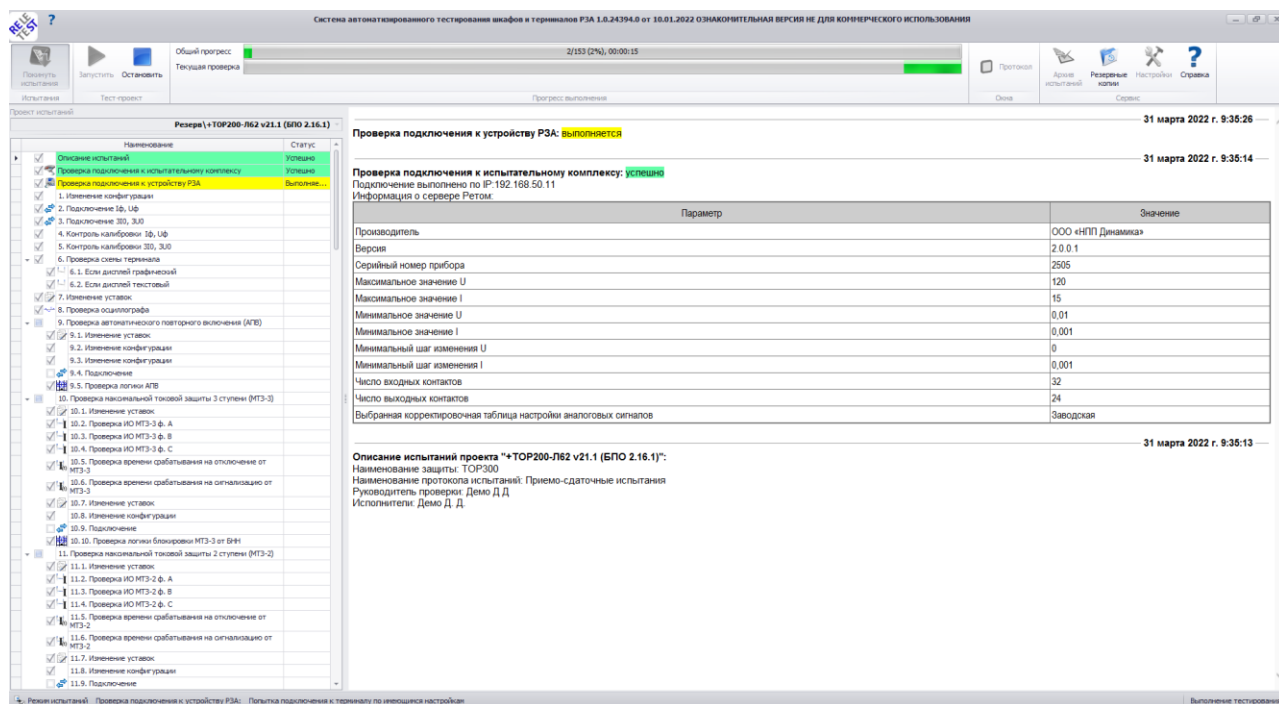 RELE TEST
?
Система автоматизированного тестирования шкафов и терминалов РЗА 1.0.24394.0 от 10.01.2022 ОЗНАКОМИТЕЛЬНАЯ ВЕРСИЯ НЕ ДЛЯ КОММЕРЧЕСКОГО ИСПОЛЬЗОВАНИЯ
Покинуть испытания
Запустить
Остановить
Общий прогресс
2/153 (2%), 00:00:15
Текущая проверка
Протокол
Архив испытаний
Резервные копии
Настройки
Справка
Испытания
Тест-проект
Прогресс выполнения
Окна
Сервис
Проект испытаний
Резерв\+ТОР200-Л62 v21.1 (БПО 2.16.1)
Наименование
Статус
Описание испытаний Успешно
Проверка подключения к испытательному комплексу Успешно
Проверка подключения к устройству РЗА Выполняе...
1. Изменение конфигурации
2. Подключение Iф, Uф
3. Подключение 3I0, 3U0
4. Контроль калибровки Iф, Uф
5. Контроль калибровки 3I0, 3U0
6. Проверка схемы терминала
6.1. Если дисплей графический
6.2. Если дисплей текстовый
7. Изменение уставок
8. Проверка осциллографа
9. Проверка автоматического повторного включения (АПВ)
9.1. Изменение уставок
9.2. Изменение конфигурации
9.3. Изменение конфигурации
9.4. Подключение
9.5. Проверка логики АПВ
10. Проверка максимальной токовой защиты 3 ступени (МТЗ-3)
10.1. Изменение уставок
10.2. Проверка ИО МТЗ-3 ф. A
10.3. Проверка ИО МТЗ-3 ф. B
10.4. Проверка ИО МТЗ-3 ф. C
10.5. Проверка времени срабатывания на отключение от
МТЗ-3
10.6. Проверка времени срабатывания на сигнализацию от
МТЗ-3
10.7. Изменение уставок
10.8. Изменение конфигурации
10.9. Подключение
10.10. Проверка логики блокировки МТЗ-3 от БНН
11. Проверка максимальной токовой защиты 2 ступени (МТЗ-2)
11.1. Изменение уставок
11.2. Проверка ИО МТЗ-2 ф. A
11.3. Проверка ИО МТЗ-2 ф. B
11.4. Проверка ИО МТЗ-2 ф. C
11.5. Проверка времени срабатывания на отключение от
МТЗ-2
11.6. Проверка времени срабатывания на сигнализацию от
МТЗ-2
11.7. Изменение уставок
11.8. Изменение конфигурации
11.9. Подключение
31 марта 2022 г. 9:35:26
Проверка подключения к устройству РЗА: выполняется
31 марта 2022 г. 9:35:14
Проверка подключения к испытательному комплексу: успешно
Подключение выполнено по IP:192.168.50.11
Информация о сервере Ретом:
Параметр Значение
Производитель ООО «НПП Динамика»
Версия 2.0.0.1
Серийный номер прибора 2505
Максимальное значение U 120
Максимальное значение I 15
Минимальное значение U 0,01
Минимальное значение I 0,001
Минимальный шаг изменения U 0
Минимальный шаг изменения I 0,001
Число входных контактов 32
Число выходных контактов 24
Выбранная корректировочная таблица настройки аналоговых сигналов Заводская
31 марта 2022 г. 9:35:13
Описание испытаний проекта "+ТОР200-Л62 v21.1 (БПО 2.16.1)":
Наименование защиты: ТОР300
Наименование протокола испытаний: Приемо-сдаточные испытания
Руководитель проверки: Демо Д.Д
Исполнители: Демо Д. Д.
Режим испытаний Проверка подключения к устройству РЗА: Попытка подключения к терминалу по имеющимся настройкам
Выполнение тестирования